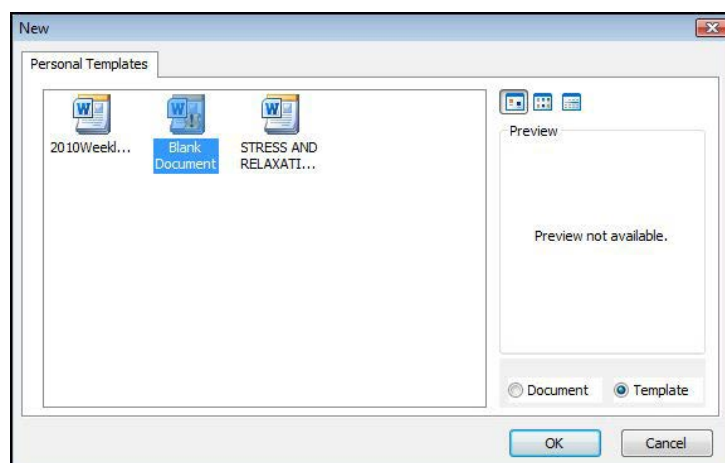 New
Personal Templates
2010Weekl...
Blank
Document
STRESS AND
RELAXATI...
Preview
Preview not available.
Document
Template
OK
Cancel